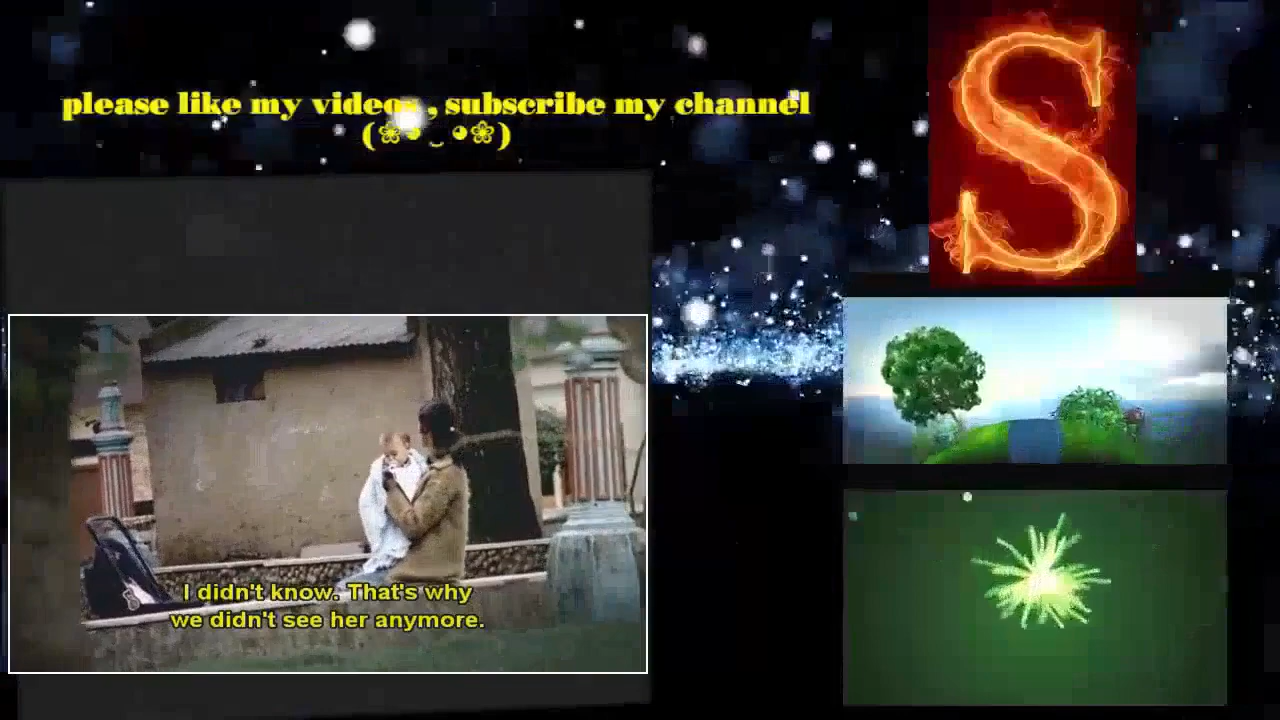 please like my videos , subscribe my channel
(❀◕‿◕❀)
S
I didn't know. That's why
we didn't see her anymore.